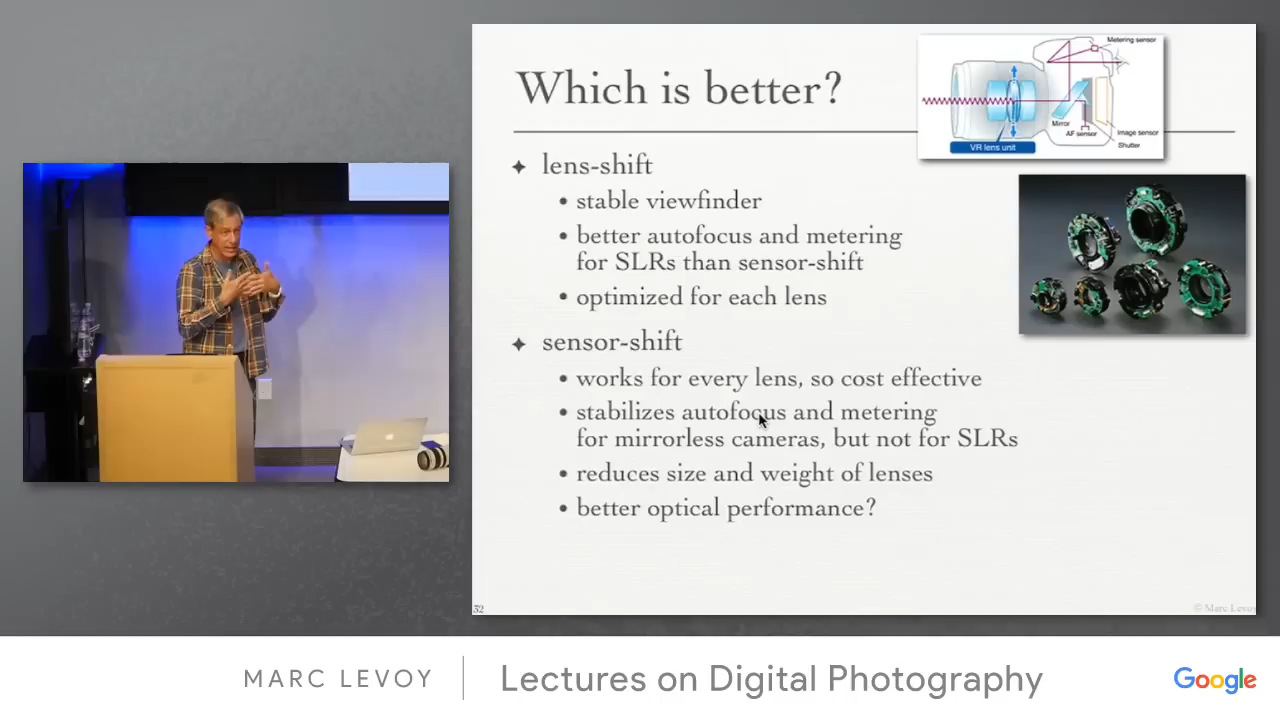 Which is better?
Metering sensor
Mirror
AF sensor
Image sensor
Shutter
VR lens unit
✦ lens-shift
• stable viewfinder
• better autofocus and metering
for SLRs than sensor-shift
• optimized for each lens
✦ sensor-shift
• works for every lens, so cost effective
• stabilizes autofocus and metering
for mirrorless cameras, but not for SLRs
• reduces size and weight of lenses
• better optical performance?
32
© Marc Levoy
MARC LEVOY
Lectures on Digital Photography
Google